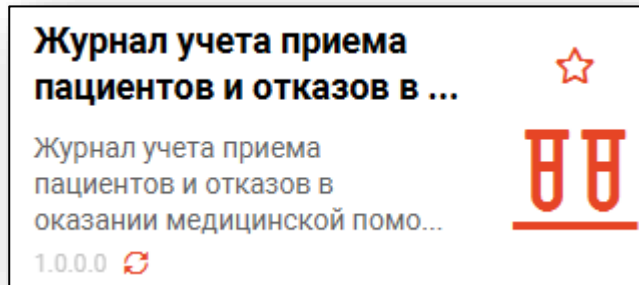 Журнал учета приема
пациентов и отказов в ...
Журнал учета приема
пациентов и отказов в
оказании медицинской помо...
1.0.0.0